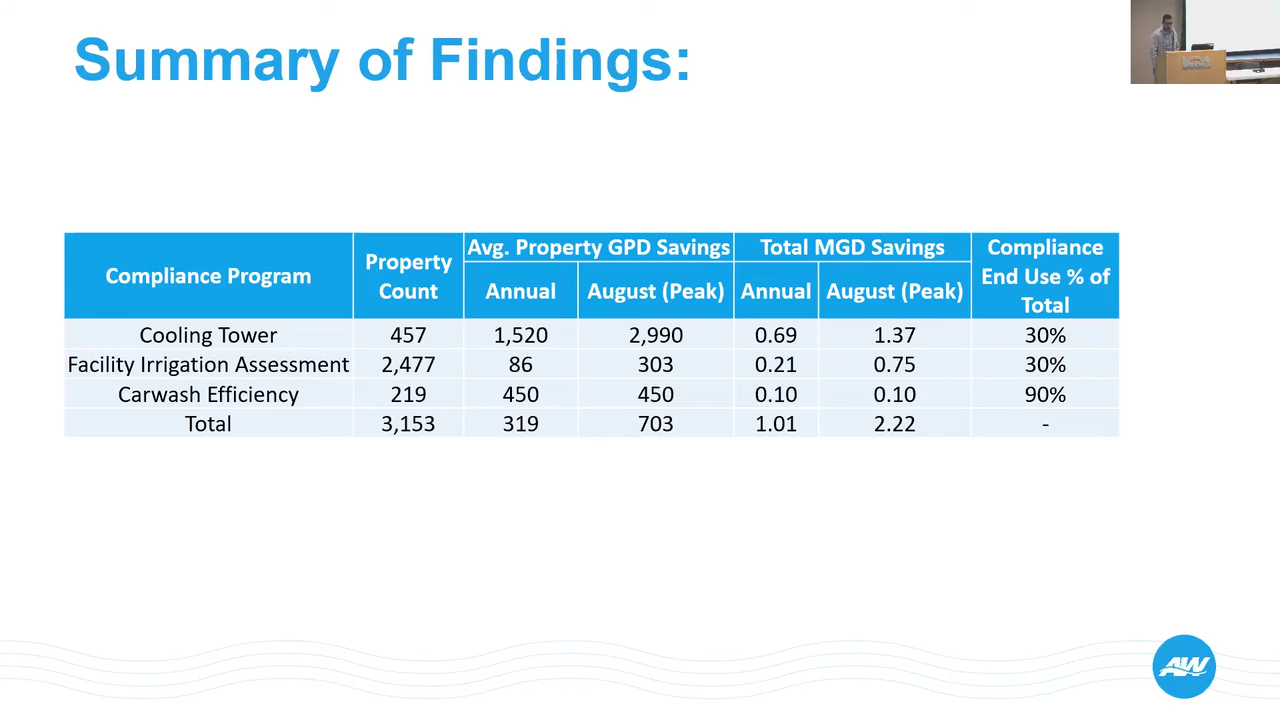 Summary of Findings:
Compliance Program
Property Count
Avg. Property GPD Savings
Total MGD Savings
Compliance End Use % of Total
Annual August (Peak) Annual August (Peak)
Cooling Tower 457 1,520 2,990 0.69 1.37 30%
Facility Irrigation Assessment 2,477 86 303 0.21 0.75 30%
Carwash Efficiency 219 450 450 0.10 0.10 90%
Total 3,153 319 703 1.01 2.22 -
AW